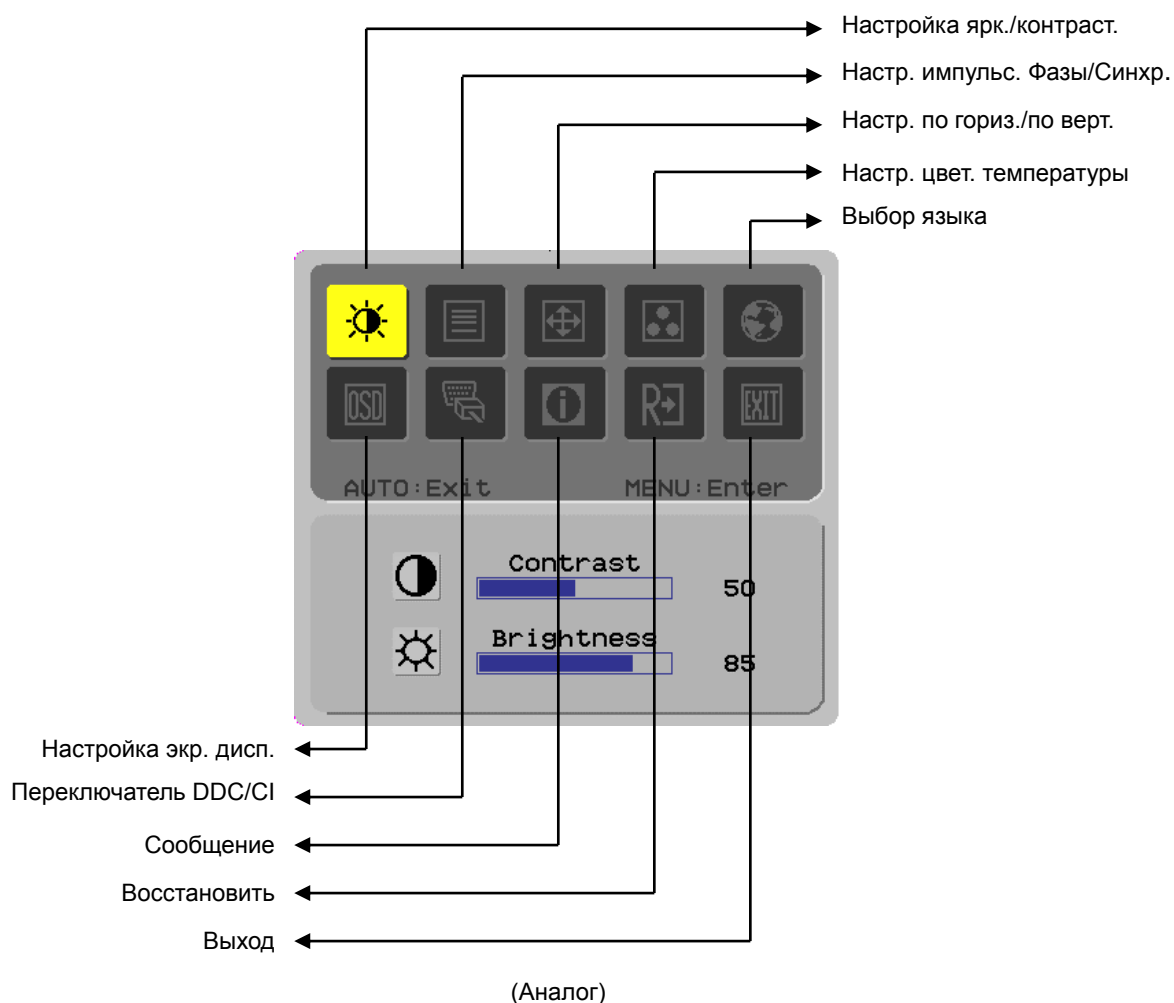 Настройка ярк./контраст.
Настр. импульс. Фазы/Синхр.
Настр. по гориз./по верт.
Настр. цвет. температуры
Выбор языка
OSD
EXIT
AUTO:Exit MENU:Enter
Contrast
50
Brightness
85
Настройка экр. дисп.
Переключатель DDC/CI
Сообщение
Восстановить
Выход
(Аналог)